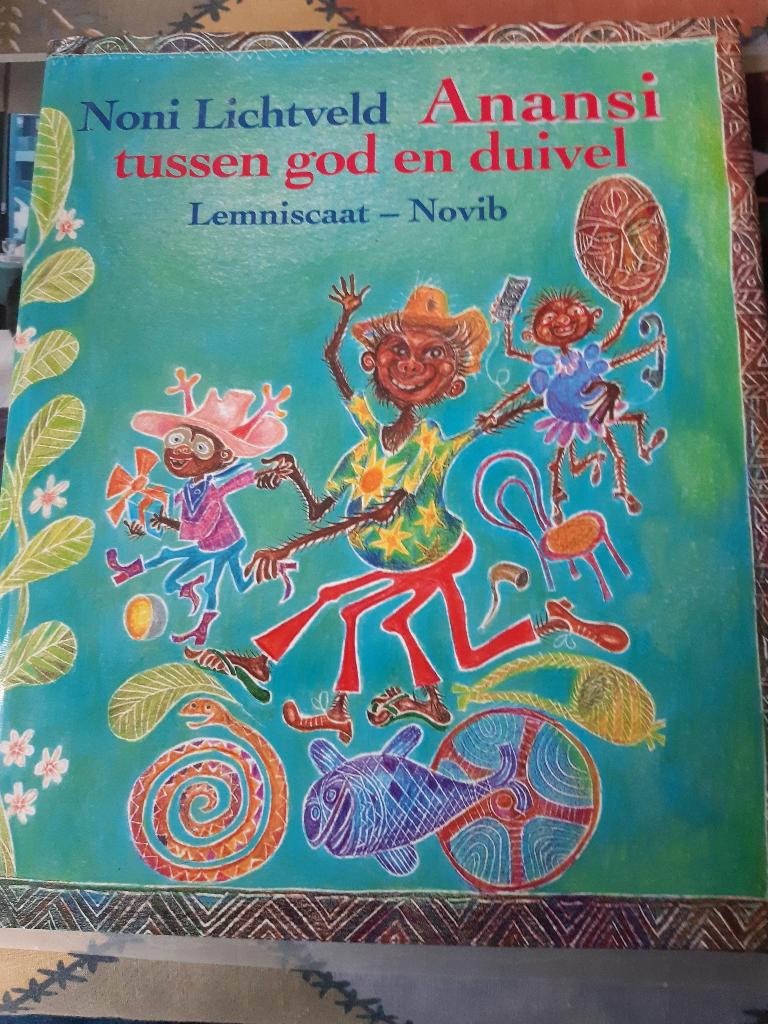 Noni Lichtveld Anansi
tussen god en duivel
Lemniscaat – Novib